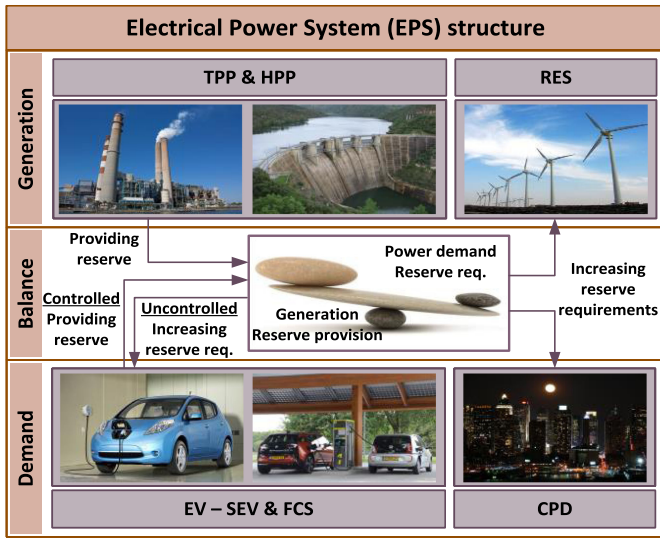 Electrical Power System (EPS) structure
Generation
TPP & HPP
RES
Balance
Providing
reserve
Controlled
Providing
reserve
Uncontrolled
Increasing
reserve req.
Power demand
Reserve req.
Generation
Reserve provision
Increasing
reserve
requirements
Demand
EV – SEV & FCS
CPD